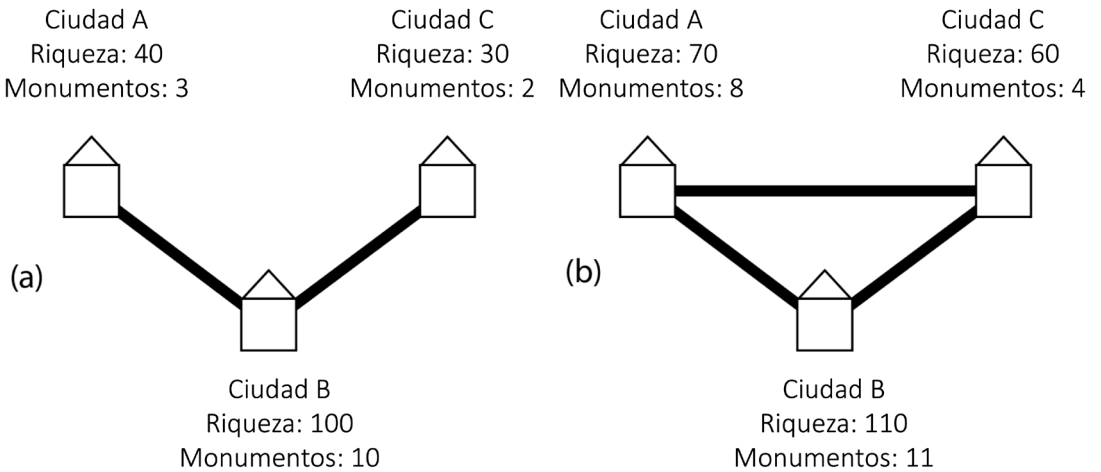 Ciudad A
Riqueza: 40
Monumentos: 3
Ciudad C
Riqueza: 30
Monumentos: 2
(a)
Ciudad B
Riqueza: 100
Monumentos: 10
Ciudad A
Riqueza: 70
Monumentos: 8
Ciudad C
Riqueza: 60
Monumentos: 4
(b)
Ciudad B
Riqueza: 110
Monumentos: 11